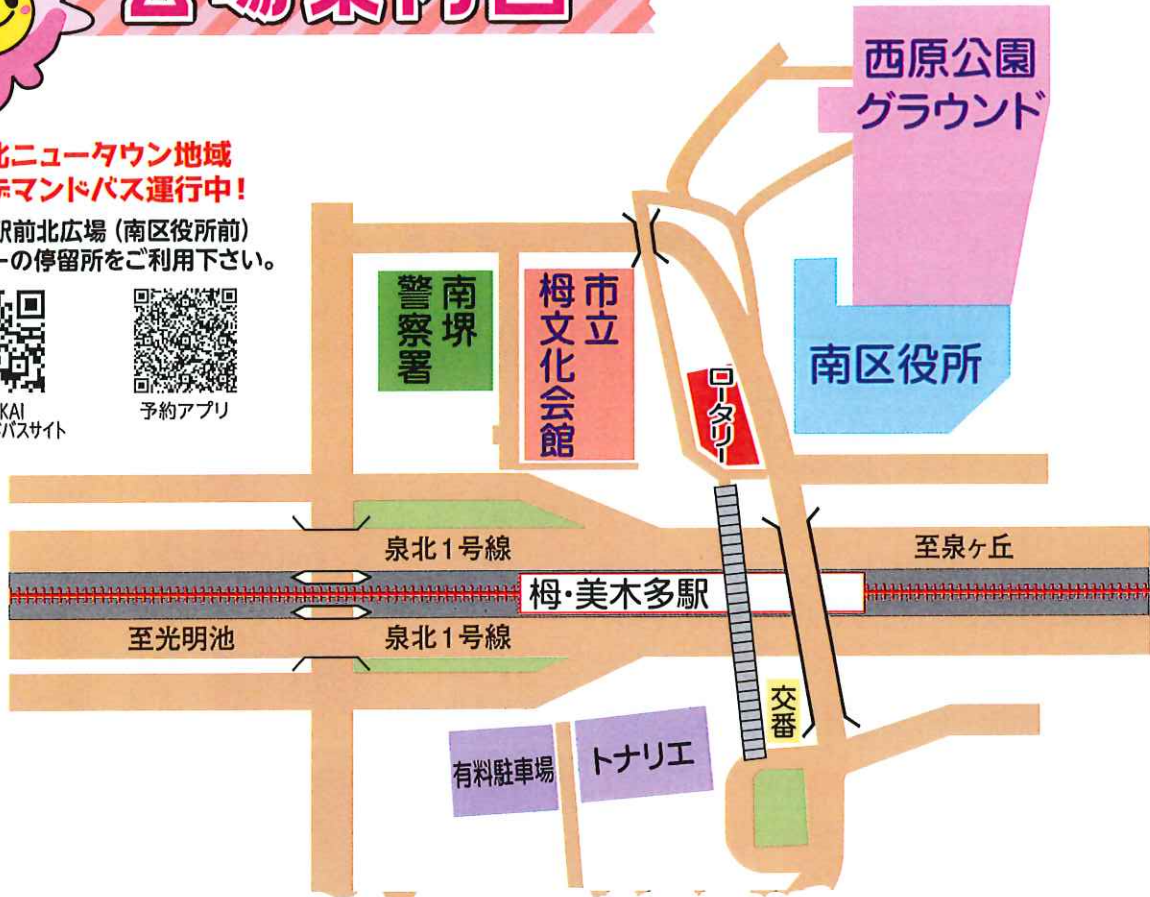 会場案内図
北ニュータウン地域
デマンドバス運行中！
駅前北広場（南区役所前）
ーの停留所をご利用下さい。
KAI
バスサイト
予約アプリ
西原公園
グラウンド
南堺
警察署
市立
栂文化会館
ロータリー
南区役所
泉北1号線
至泉ヶ丘
栂・美木多駅
至光明池
泉北1号線
交番
有料駐車場
トナリエ